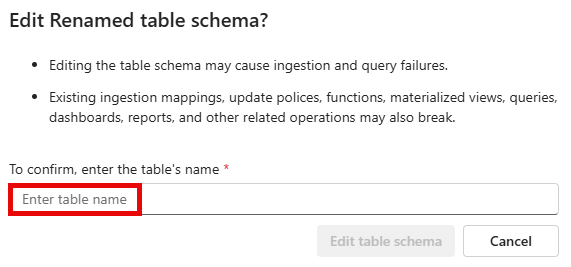 Edit Renamed table schema?
• Editing the table schema may cause ingestion and query failures.
• Existing ingestion mappings, update polices, functions, materialized views, queries,
dashboards, reports, and other related operations may also break.
To confirm, enter the table's name *
Enter table name
Edit table schema
Cancel